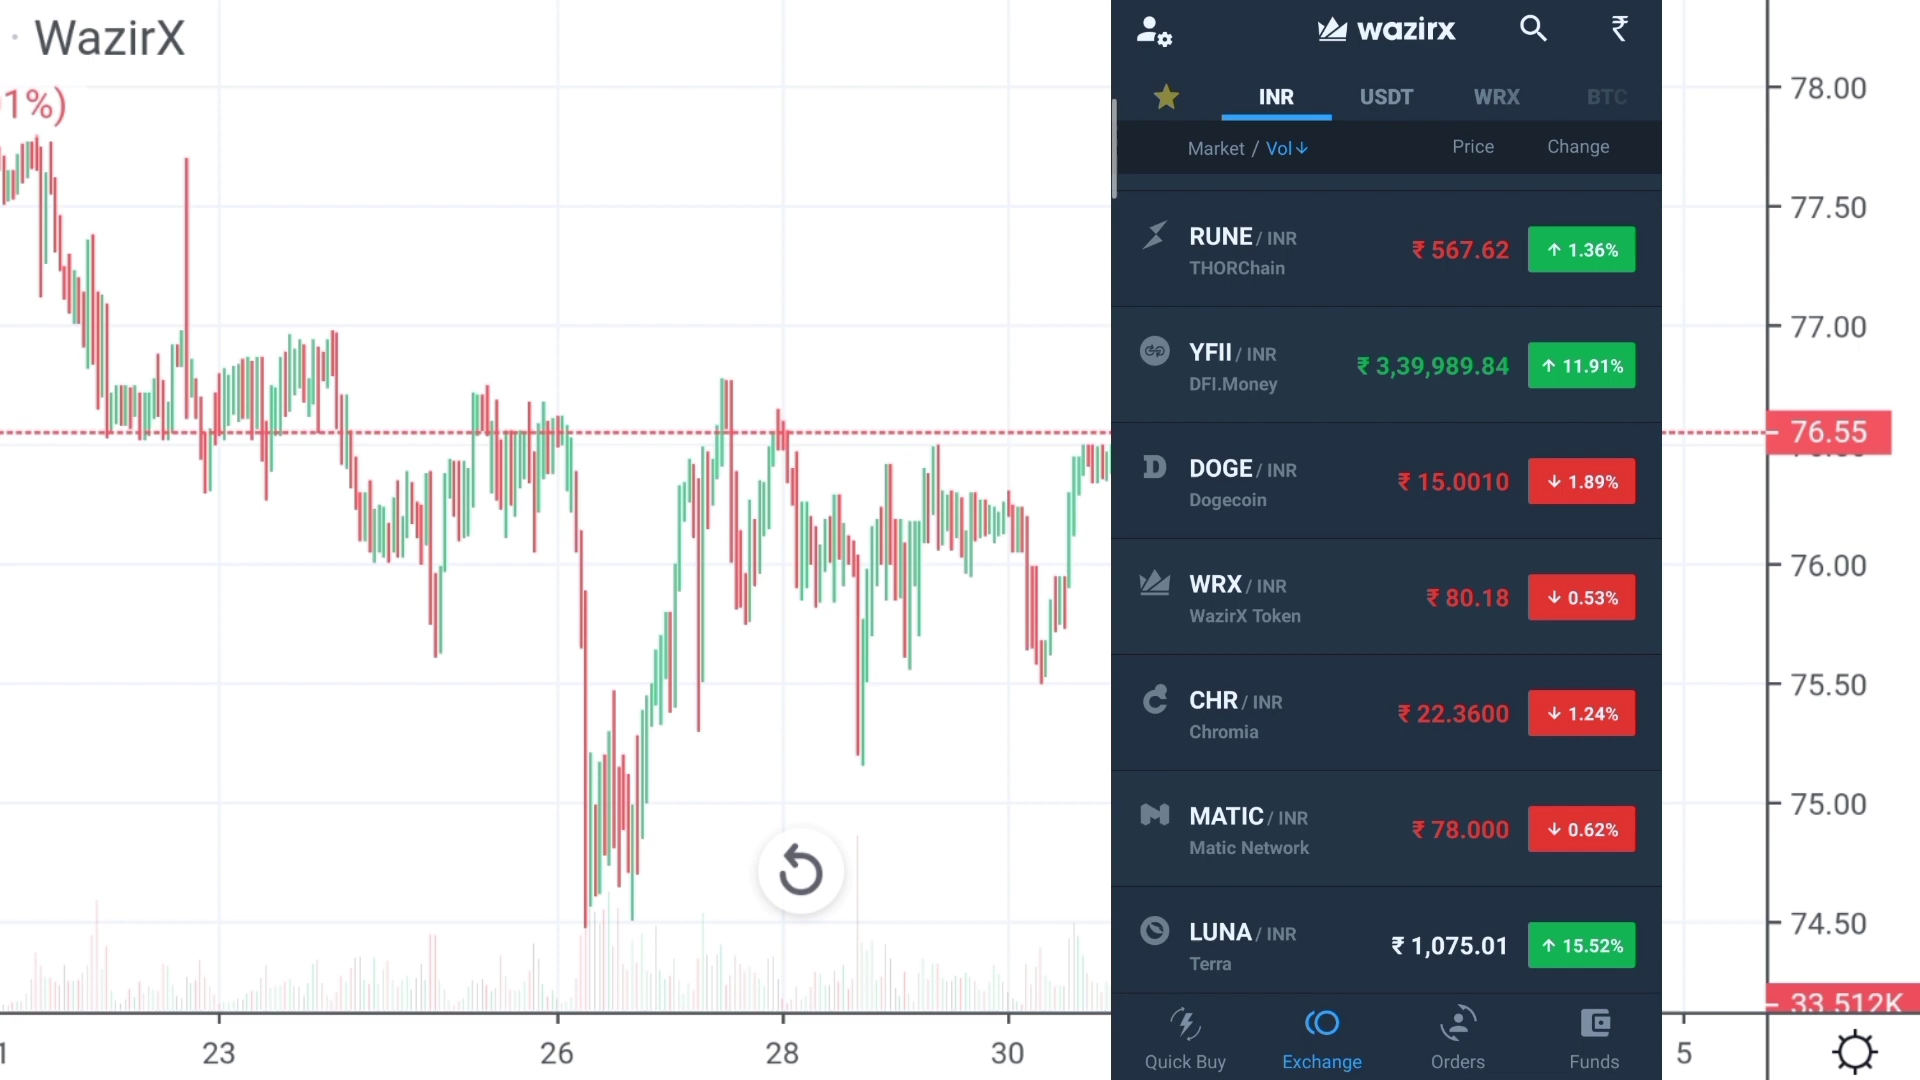 WazirX
1%)
78.00
77.50
77.00
76.55
76.00
75.50
75.00
74.50
33.512K
23
26
28
30
5
wazirx
₹
INR
USDT
WRX
BTC
Market / Vol↓
Price
Change
RUNE / INR
THORChain
₹ 567.62
↑ 1.36%
YFII / INR
DFI.Money
₹ 3,39,989.84
↑ 11.91%
DOGE / INR
Dogecoin
₹ 15.0010
↓ 1.89%
WRX / INR
WazirX Token
₹ 80.18
↓ 0.53%
CHR / INR
Chromia
₹ 22.3600
↓ 1.24%
MATIC / INR
Matic Network
₹ 78.000
↓ 0.62%
LUNA / INR
Terra
₹ 1,075.01
↑ 15.52%
Quick Buy
Exchange
Orders
Funds